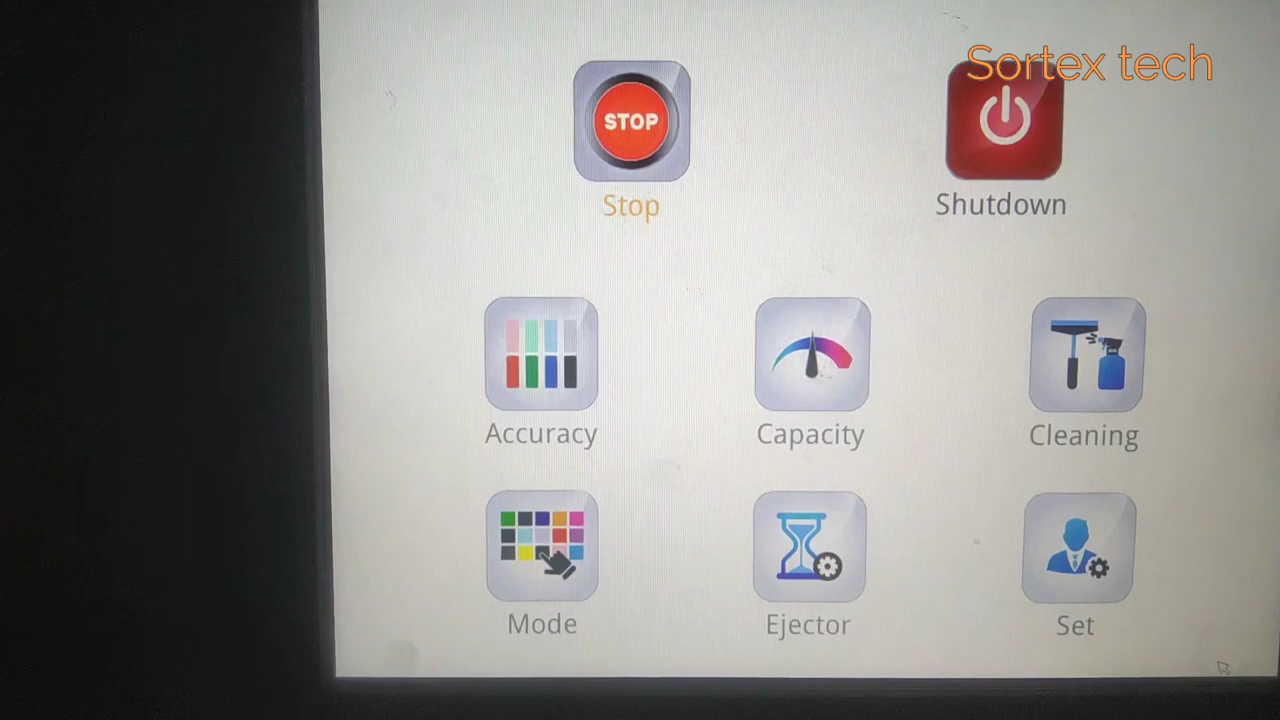 Sortex tech
STOP
Stop
Shutdown
Accuracy
Capacity
Cleaning
Mode
Ejector
Set